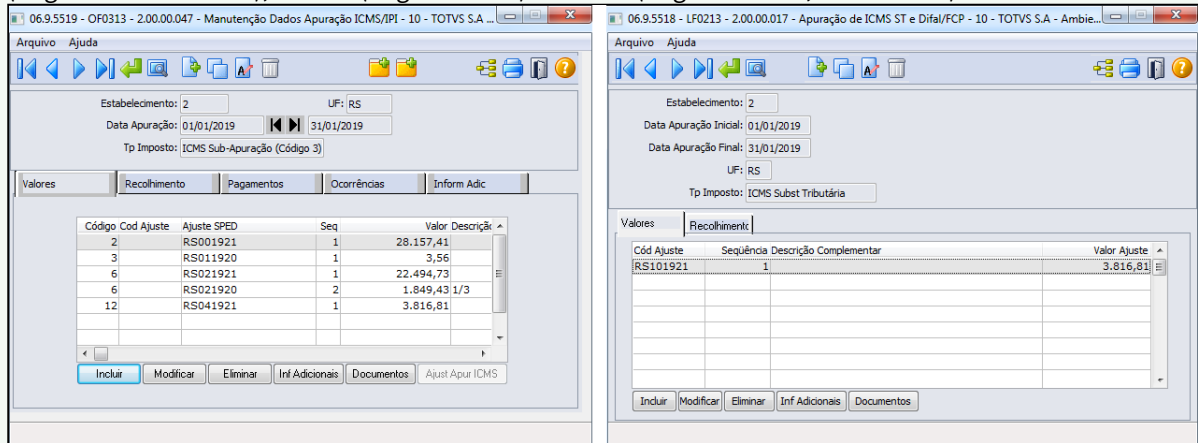 06.9.5519 - OF0313 - 2.00.00.047 - Manutenção Dados Apuração ICMS/IPI - 10 - TOTVS S.A ...
Arquivo Ajuda
Estabelecimento: 2 UF: RS
Data Apuração: 01/01/2019 31/01/2019
Tp Imposto: ICMS Sub-Apuração (Código 3)
Valores Recolhimento Pagamentos Ocorrências Inform Adic
Código Cod Ajuste Ajuste SPED Seq Valor Descriçã
2 RS001921 1 28.157,41
3 RS011920 1 3,56
6 RS021921 1 22.494,73
6 RS021920 2 1.849,43 1/3
12 RS041921 1 3.816,81
Incluir Modificar Eliminar Inf Adicionais Documentos Ajust Apur ICMS
06.9.5518 - LF0213 - 2.00.00.017 - Apuração de ICMS ST e Difal/FCP - 10 - TOTVS S.A - Ambie...
Arquivo Ajuda
Estabelecimento: 2
Data Apuração Inicial: 01/01/2019
Data Apuração Final: 31/01/2019
UF: RS
Tp Imposto: ICMS Subst Tributária
Valores Recolhimento
Cód Ajuste Seqüência Descrição Complementar Valor Ajuste
RS101921 1 3.816,81
Incluir Modificar Eliminar Inf Adicionais Documentos